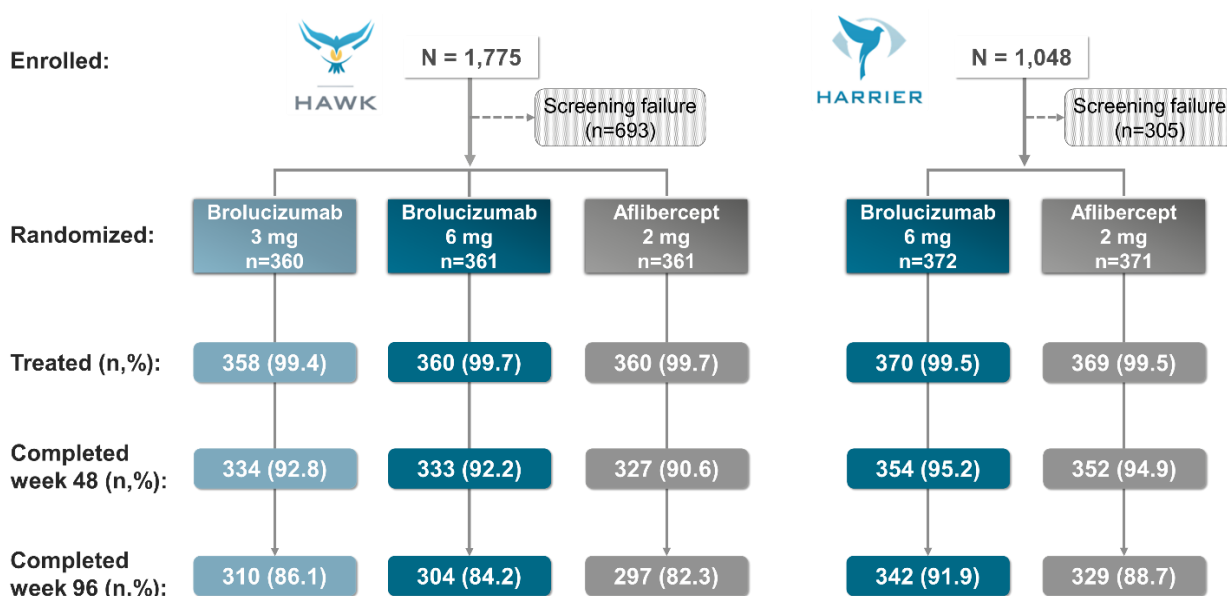 Enrolled:
HAWK
N = 1,775
HARRIER
N = 1,048
Screening failure
(n=693)
Screening failure
(n=305)
Randomized:
Brolucizumab
3 mg
n=360
Brolucizumab
6 mg
n=361
Aflibercept
2 mg
n=361
Brolucizumab
6 mg
n=372
Aflibercept
2 mg
n=371
Treated (n,%):
358 (99.4)
360 (99.7)
360 (99.7)
370 (99.5)
369 (99.5)
Completed
week 48 (n,%):
334 (92.8)
333 (92.2)
327 (90.6)
354 (95.2)
352 (94.9)
Completed
week 96 (n,%):
310 (86.1)
304 (84.2)
297 (82.3)
342 (91.9)
329 (88.7)